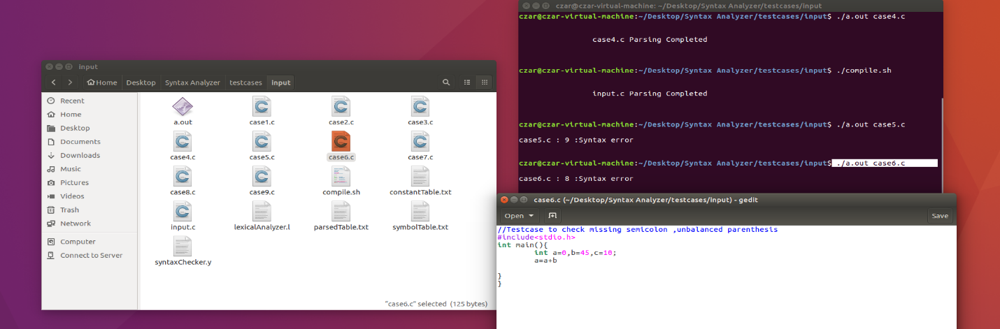 input
Home Desktop Syntax Analyzer testcases input
Recent
Home
Desktop
Documents
Downloads
Music
Pictures
Videos
Trash
Network
Computer
Connect to Server
a.out case1.c case2.c case3.c
case4.c case5.c case6.c case7.c
case8.c case9.c compile.sh constantTable.txt
input.c lexicalAnalyzer.l parsedTable.txt symbolTable.txt
syntaxChecker.y
"case6.c" selected (125 bytes)
czar@czar-virtual-machine: ~/Desktop/Syntax Analyzer/testcases/input
czar@czar-virtual-machine:~/Desktop/Syntax Analyzer/testcases/input$ ./a.out case4.c
case4.c Parsing Completed
czar@czar-virtual-machine:~/Desktop/Syntax Analyzer/testcases/input$ ./compile.sh
input.c Parsing Completed
czar@czar-virtual-machine:~/Desktop/Syntax Analyzer/testcases/input$ ./a.out case5.c
case5.c : 9 :Syntax error
czar@czar-virtual-machine:~/Desktop/Syntax Analyzer/testcases/input$ ./a.out case6.c
case6.c : 8 :Syntax error
case6.c (~/Desktop/Syntax Analyzer/testcases/input) - gedit
Open Save
//Testcase to check missing semicolon ,unbalanced parenthesis
#include<stdio.h>
int main(){
int a=0,b=45,c=10;
a=a+b
}
}